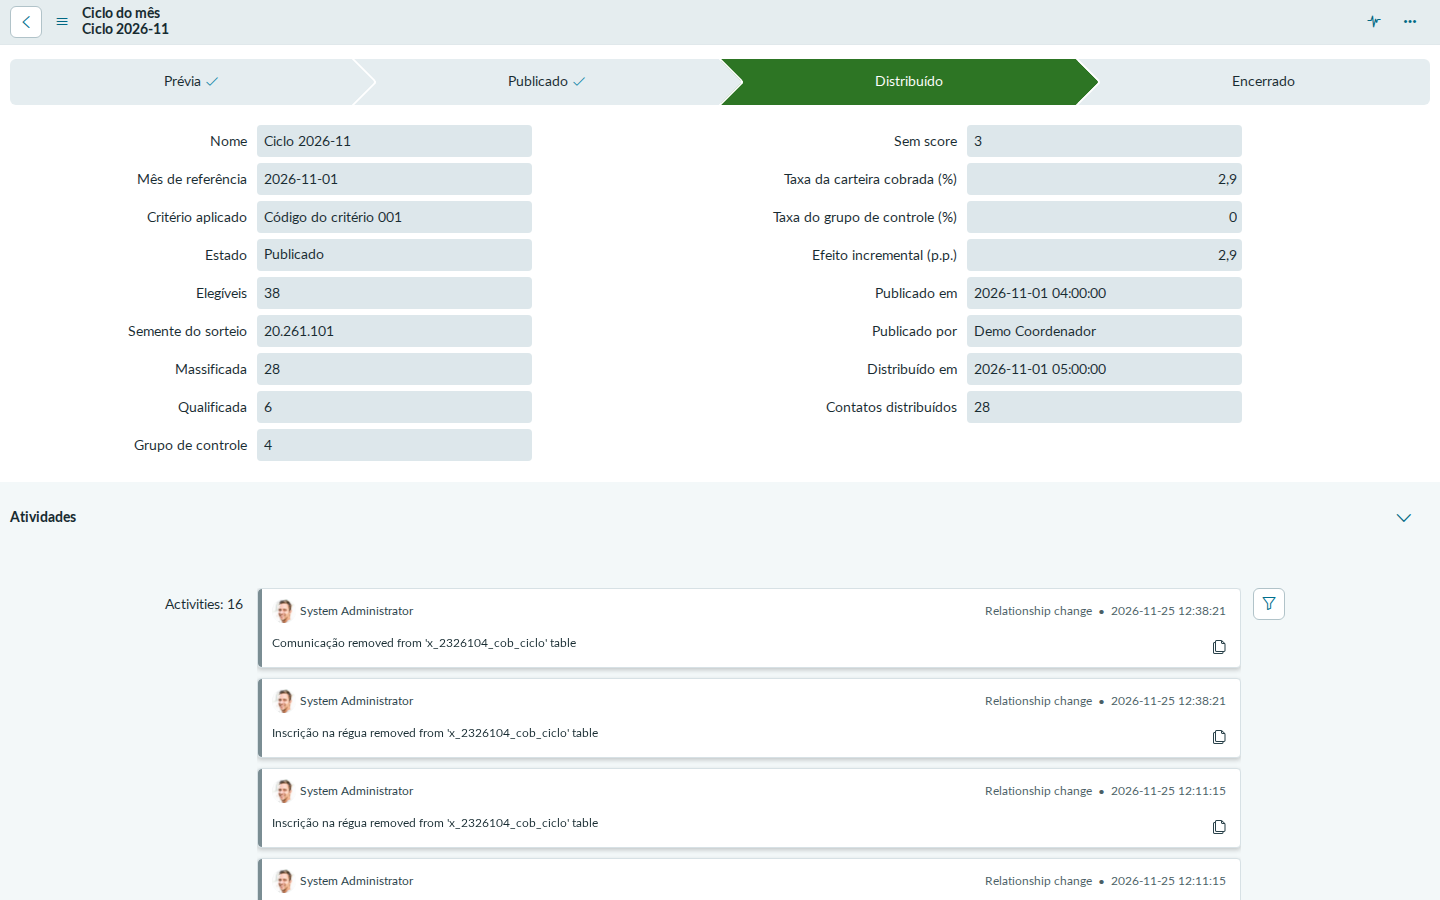 Ciclo do mês
Ciclo 2026-11
Prévia
Publicado
Distribuído
Encerrado
Nome
Ciclo 2026-11
Mês de referência
2026-11-01
Critério aplicado
Código do critério 001
Estado
Publicado
Elegíveis
38
Semente do sorteio
20.261.101
Massificada
28
Qualificada
6
Grupo de controle
4
Sem score
3
Taxa da carteira cobrada (%)
2,9
Taxa do grupo de controle (%)
0
Efeito incremental (p.p.)
2,9
Publicado em
2026-11-01 04:00:00
Publicado por
Demo Coordenador
Distribuído em
2026-11-01 05:00:00
Contatos distribuídos
28
Atividades
Activities: 16
System Administrator
Relationship change • 2026-11-25 12:38:21
Comunicação removed from 'x_2326104_cob_ciclo' table
System Administrator
Relationship change • 2026-11-25 12:38:21
Inscrição na régua removed from 'x_2326104_cob_ciclo' table
System Administrator
Relationship change • 2026-11-25 12:11:15
Inscrição na régua removed from 'x_2326104_cob_ciclo' table
System Administrator
Relationship change • 2026-11-25 12:11:15